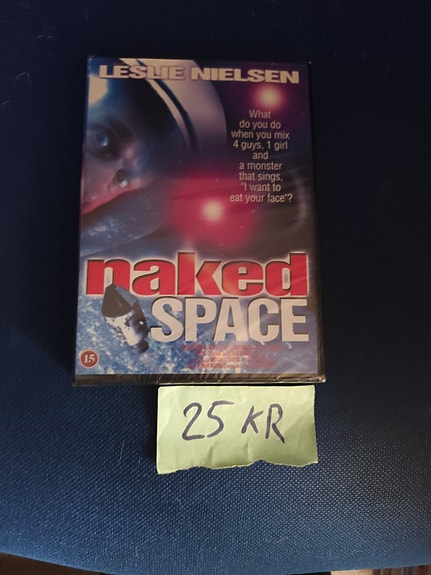 LESLIE NIELSEN
What
do you do
when you mix
4 guys, 1 girl
and
a monster
that sings,
"I want to
eat your face"?
naked
SPACE
15
25 KR